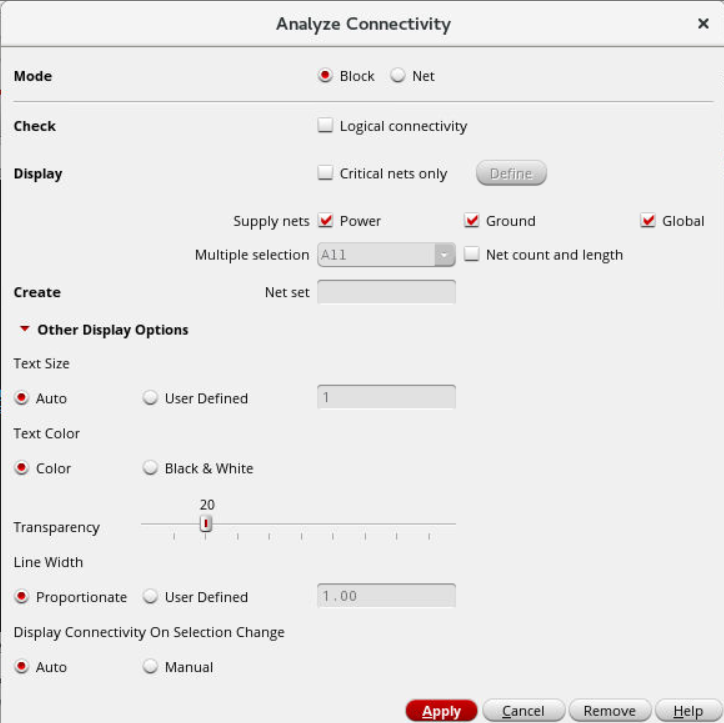 Analyze Connectivity ×
Mode Block Net
Check Logical connectivity
Display Critical nets only Define
Supply nets Power Ground Global
Multiple selection All Net count and length
Create Net set
Other Display Options
Text Size
Auto User Defined 1
Text Color
Color Black & White
20
Transparency
Line Width
Proportionate User Defined 1.00
Display Connectivity On Selection Change
Auto Manual
Apply Cancel Remove Help